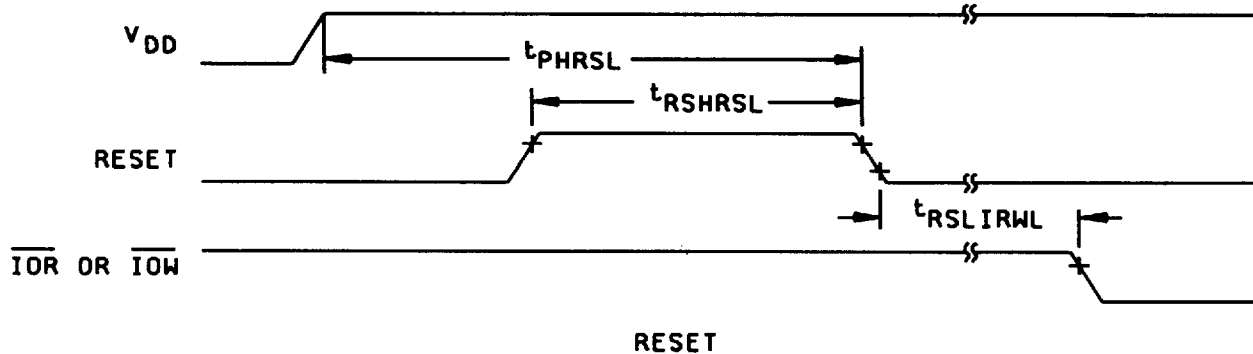 VDD
tPHRSL
tRSHRSL
RESET
tRSLIRWL
IOR OR IOW
RESET